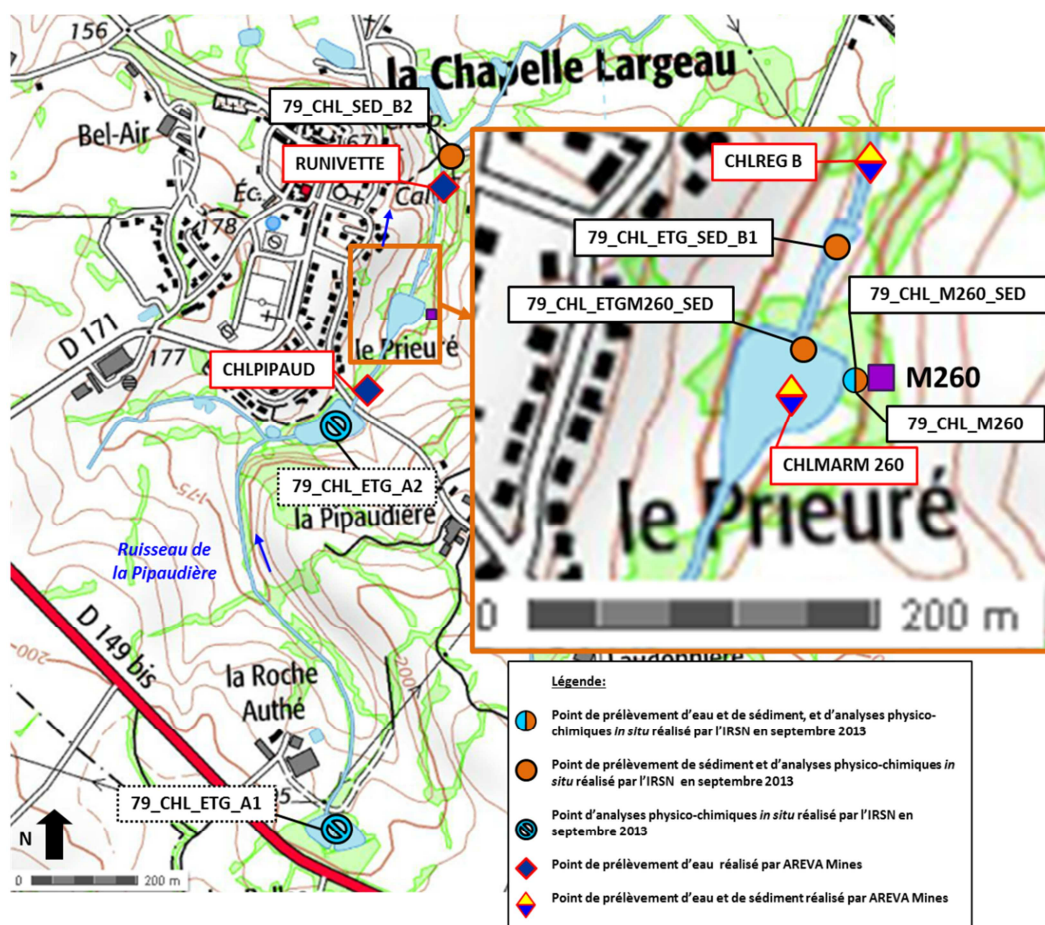 156
la Chapelle Largeau
79_CHL_SED_B2
Bel-Air
167
RUNIVETTE
Éc.
Cal
178
CHLREG B
79_CHL_ETG_SED_B1
79_CHL_ETGM260_SED
79_CHL_M260_SED
M260
79_CHL_M260
CHLMARM 260
le Prieuré
0
200 m
D 171
177
le Prieuré
CHLPIPAUD
79_CHL_ETG_A2
la Pipaudière
175
Ruisseau de
la Pipaudière
D 149 bis
200
200
la Roche
Authé
79_CHL_ETG_A1
N
0
200 m
Légende:
Point de prélèvement d'eau et de sédiment, et d'analyses physico-
chimiques in situ réalisé par l'IRSN en septembre 2013
Point de prélèvement de sédiment et d'analyses physico-chimiques in
situ réalisé par l'IRSN en septembre 2013
Point d'analyses physico-chimiques in situ réalisé par l'IRSN en
septembre 2013
Point de prélèvement d'eau réalisé par AREVA Mines
Point de prélèvement d'eau et de sédiment réalisé par AREVA Mines